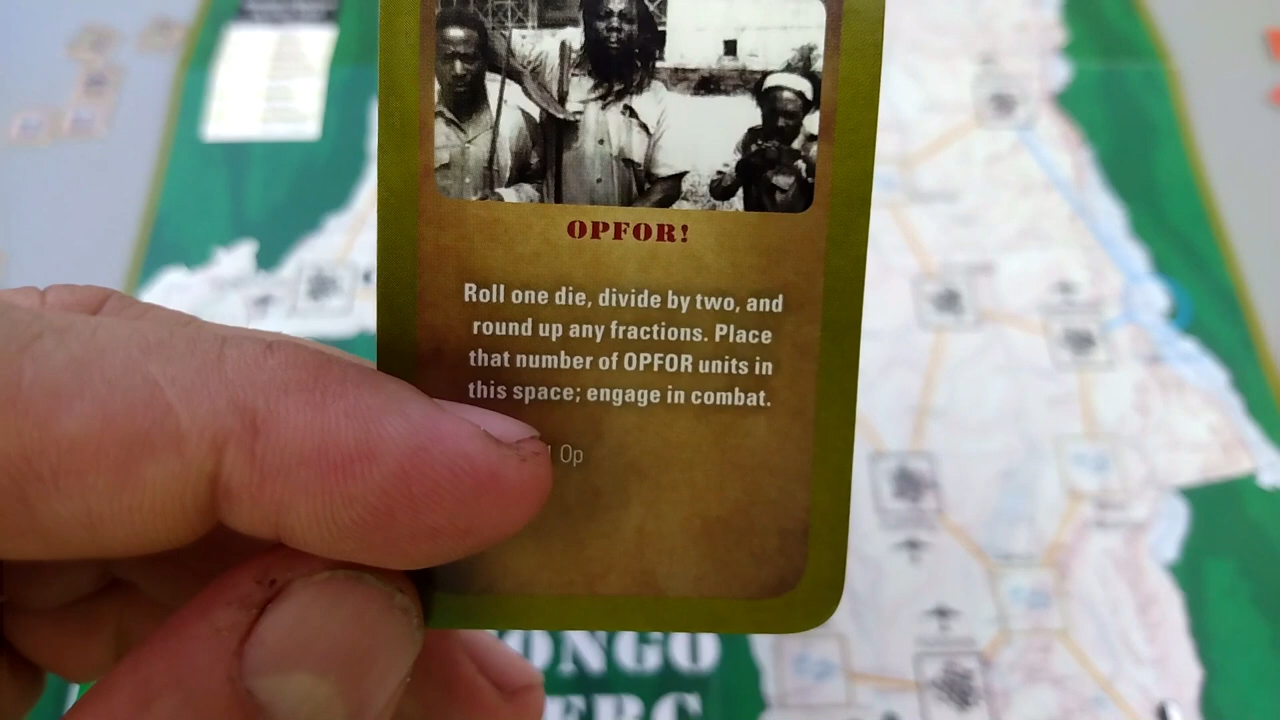 OPFOR!
Roll one die, divide by two, and
round up any fractions. Place
that number of OPFOR units in
this space; engage in combat.
Op
ONGO
ERC